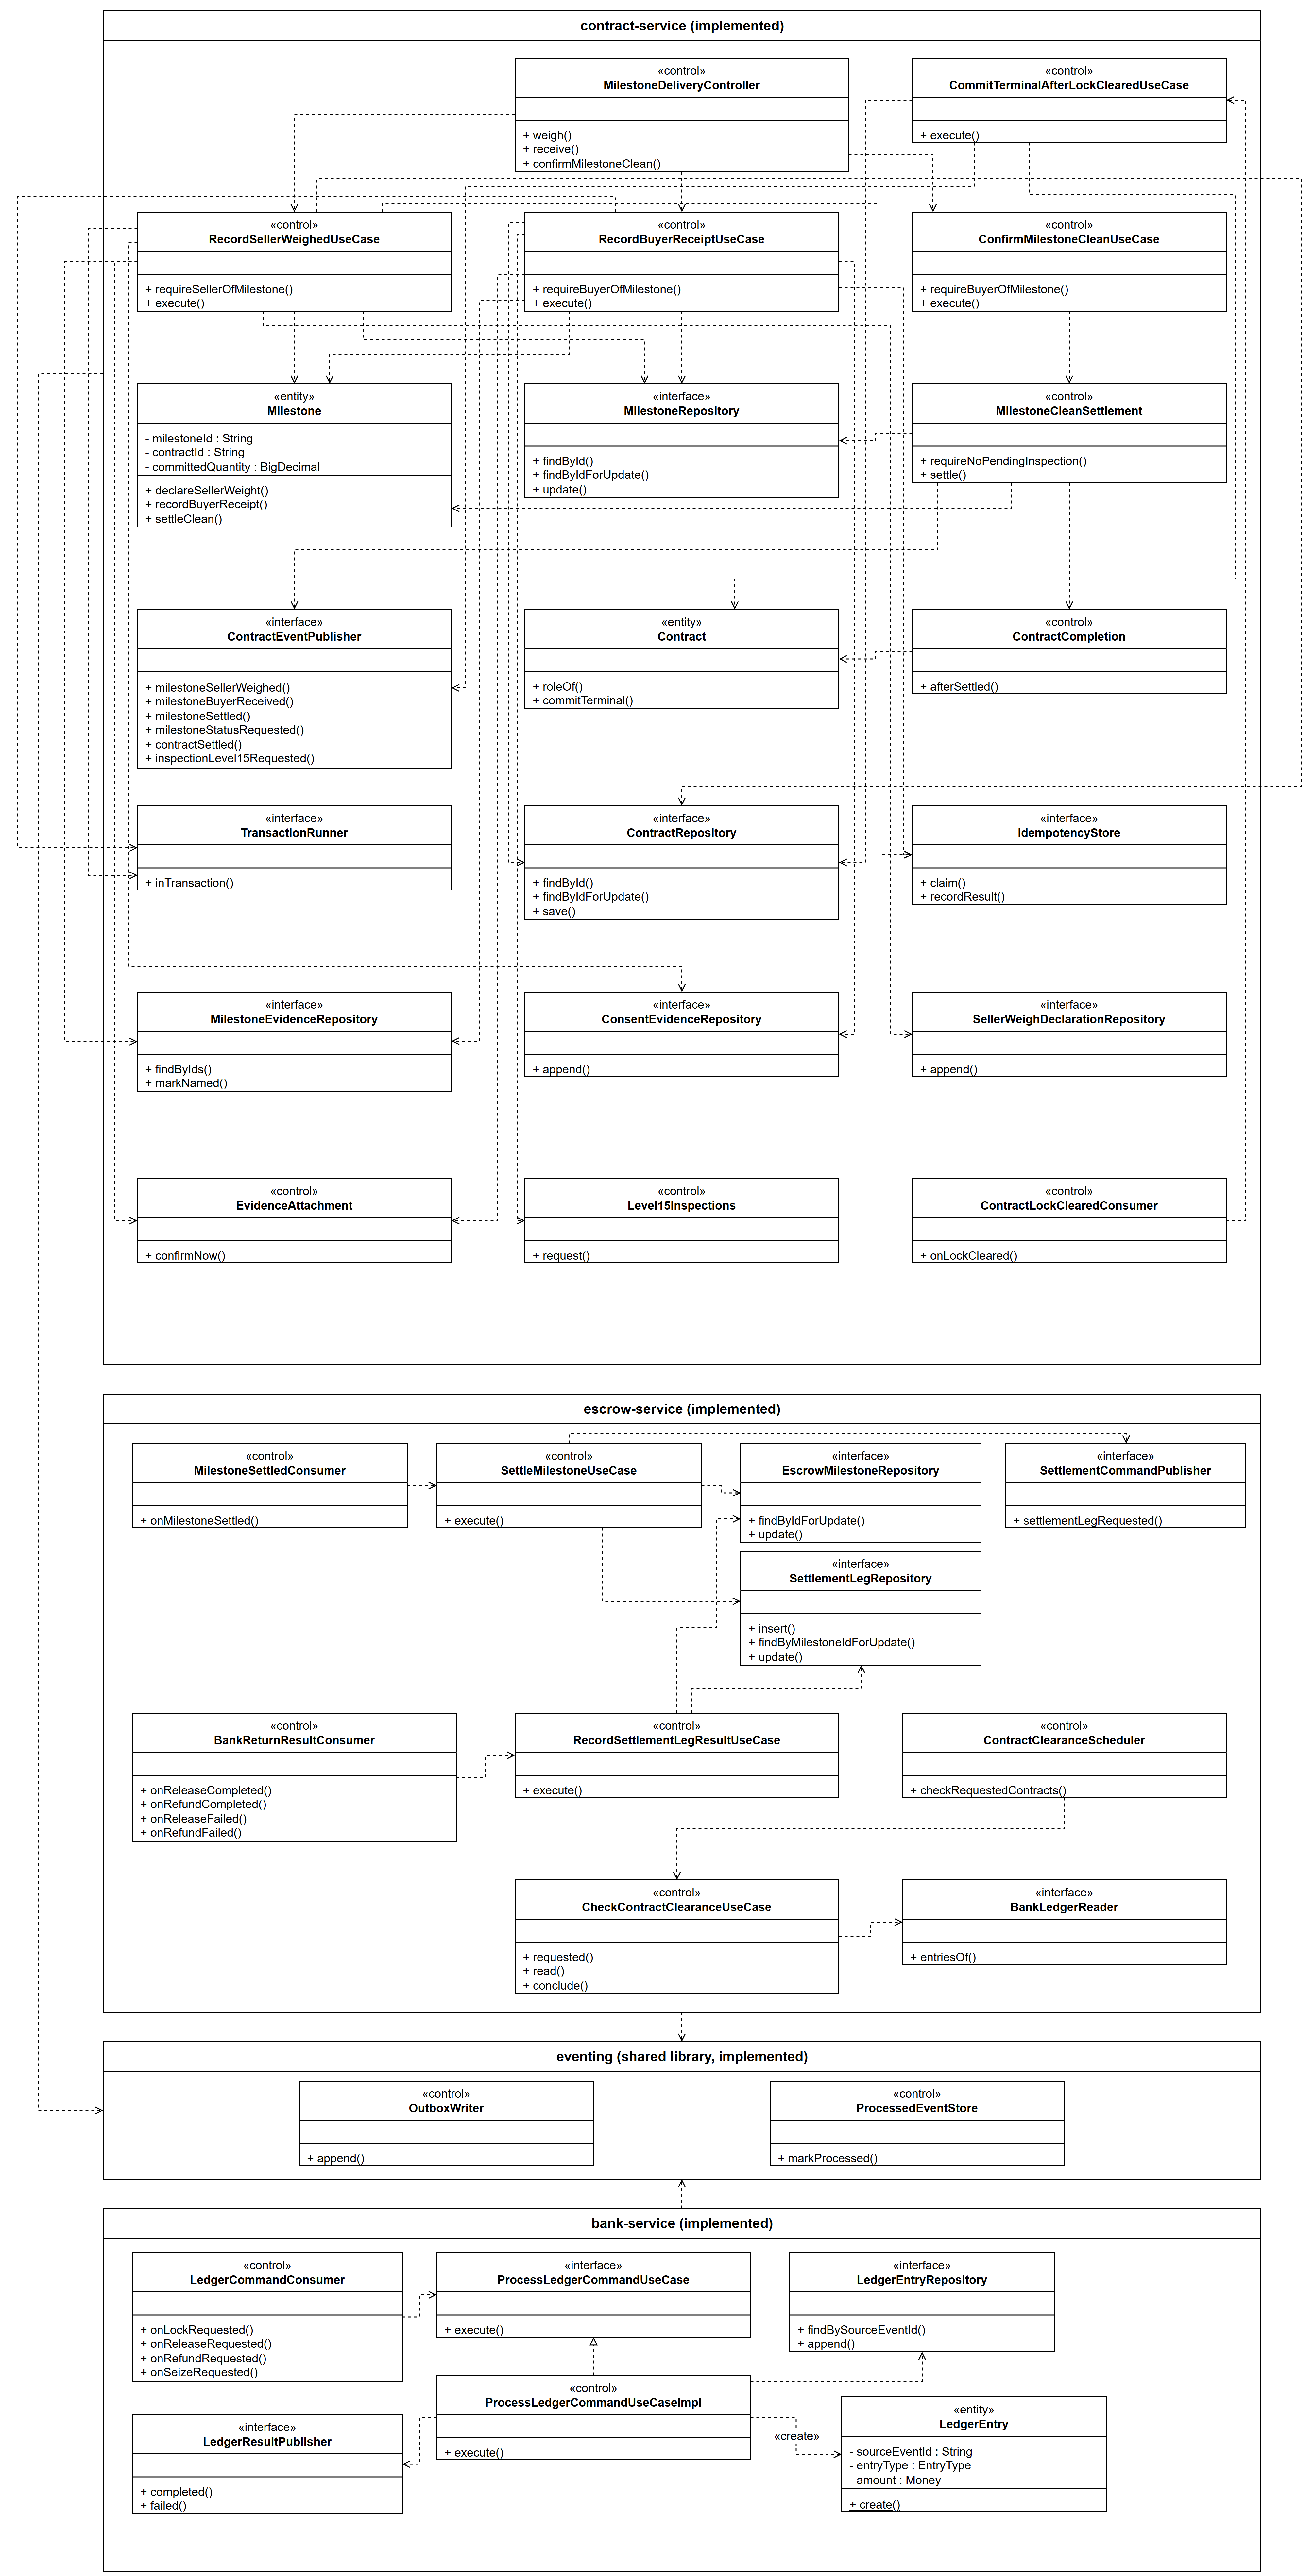 contract-service (implemented)
«control»
MilestoneDeliveryController
+ weigh()
+ receive()
+ confirmMilestoneClean()
«control»
CommitTerminalAfterLockClearedUseCase
+ execute()
«control»
RecordSellerWeighedUseCase
+ requireSellerOfMilestone()
+ execute()
«control»
RecordBuyerReceiptUseCase
+ requireBuyerOfMilestone()
+ execute()
«control»
ConfirmMilestoneCleanUseCase
+ requireBuyerOfMilestone()
+ execute()
«entity»
Milestone
- milestoneId : String
- contractId : String
- committedQuantity : BigDecimal
+ declareSellerWeight()
+ recordBuyerReceipt()
+ settleClean()
«interface»
MilestoneRepository
+ findById()
+ findByIdForUpdate()
+ update()
«control»
MilestoneCleanSettlement
+ requireNoPendingInspection()
+ settle()
«interface»
ContractEventPublisher
+ milestoneSellerWeighed()
+ milestoneBuyerReceived()
+ milestoneSettled()
+ milestoneStatusRequested()
+ contractSettled()
+ inspectionLevel15Requested()
«entity»
Contract
+ roleOf()
+ commitTerminal()
«control»
ContractCompletion
+ afterSettled()
«interface»
TransactionRunner
+ inTransaction()
«interface»
ContractRepository
+ findById()
+ findByIdForUpdate()
+ save()
«interface»
IdempotencyStore
+ claim()
+ recordResult()
«interface»
MilestoneEvidenceRepository
+ findByIds()
+ markNamed()
«interface»
ConsentEvidenceRepository
+ append()
«interface»
SellerWeighDeclarationRepository
+ append()
«control»
EvidenceAttachment
+ confirmNow()
«control»
Level15Inspections
+ request()
«control»
ContractLockClearedConsumer
+ onLockCleared()
escrow-service (implemented)
«control»
MilestoneSettledConsumer
+ onMilestoneSettled()
«control»
SettleMilestoneUseCase
+ execute()
«interface»
EscrowMilestoneRepository
+ findByIdForUpdate()
+ update()
«interface»
SettlementCommandPublisher
+ settlementLegRequested()
«interface»
SettlementLegRepository
+ insert()
+ findByMilestoneIdForUpdate()
+ update()
«control»
BankReturnResultConsumer
+ onReleaseCompleted()
+ onRefundCompleted()
+ onReleaseFailed()
+ onRefundFailed()
«control»
RecordSettlementLegResultUseCase
+ execute()
«control»
ContractClearanceScheduler
+ checkRequestedContracts()
«control»
CheckContractClearanceUseCase
+ requested()
+ read()
+ conclude()
«interface»
BankLedgerReader
+ entriesOf()
eventing (shared library, implemented)
«control»
OutboxWriter
+ append()
«control»
ProcessedEventStore
+ markProcessed()
bank-service (implemented)
«control»
LedgerCommandConsumer
+ onLockRequested()
+ onReleaseRequested()
+ onRefundRequested()
+ onSeizeRequested()
«interface»
ProcessLedgerCommandUseCase
+ execute()
«interface»
LedgerEntryRepository
+ findBySourceEventId()
+ append()
«control»
ProcessLedgerCommandUseCaseImpl
+ execute()
«create»
«entity»
LedgerEntry
- sourceEventId : String
- entryType : EntryType
- amount : Money
+ create()
«interface»
LedgerResultPublisher
+ completed()
+ failed()